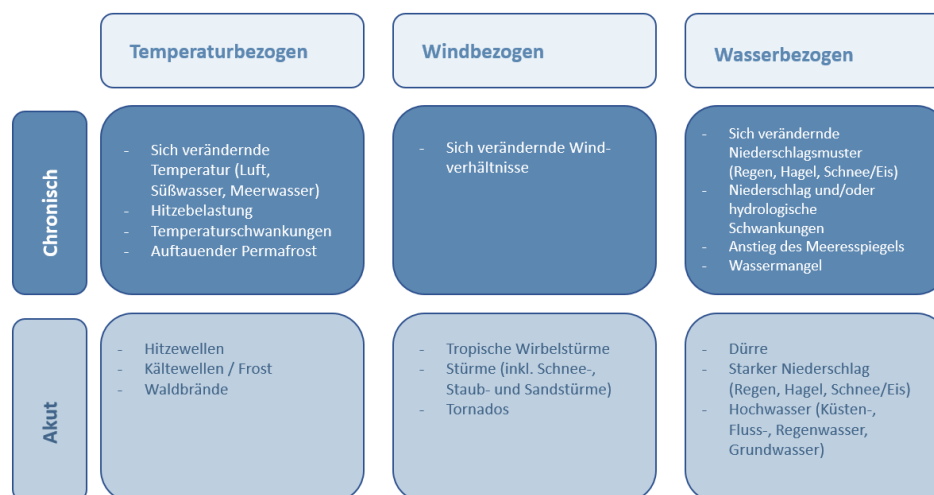 Temperaturbezogen
Windbezogen
Wasserbezogen
Chronisch
- Sich verändernde
Temperatur (Luft,
Süßwasser, Meerwasser)
- Hitzebelastung
- Temperaturschwankungen
- Auftauender Permafrost
- Sich verändernde Wind-
verhältnisse
- Sich verändernde
Niederschlagsmuster
(Regen, Hagel, Schnee/Eis)
- Niederschlag und/oder
hydrologische
Schwankungen
- Anstieg des Meeresspiegels
- Wassermangel
Akut
- Hitzewellen
- Kältewellen / Frost
- Waldbrände
- Tropische Wirbelstürme
- Stürme (inkl. Schnee-,
Staub- und Sandstürme)
- Tornados
- Dürre
- Starker Niederschlag
(Regen, Hagel, Schnee/Eis)
- Hochwasser (Küsten-,
Fluss-, Regenwasser,
Grundwasser)